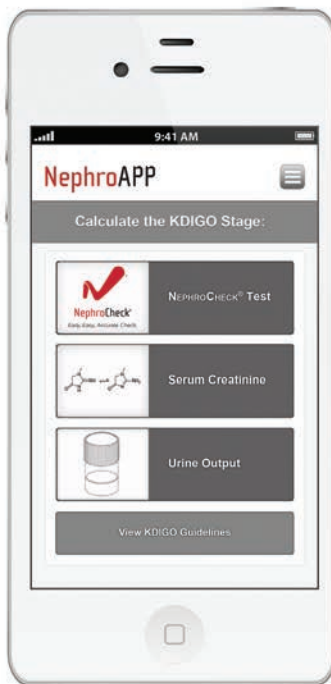 9:41 AM
NephroAPP
Calculate the KDIGO Stage:
NephroCheck®
NEPHROCHECK® Test
Serum Creatinine
Urine Output
View KDIGO Guidelines